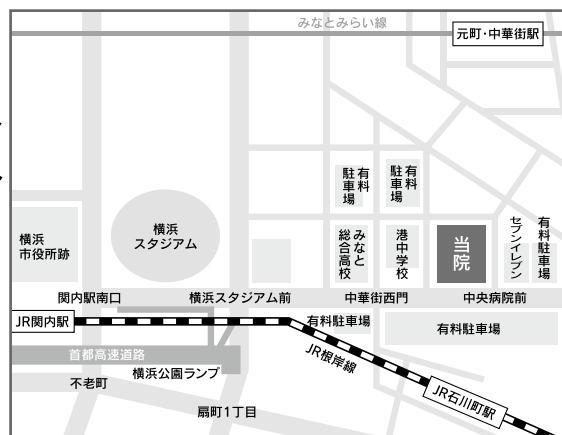 みなとみらい線
元町・中華街駅
有料
駐車場
有料
駐車場
横浜
市役所跡
横浜
スタジアム
みなと
総合高校
港中学校
当院
セブンイレブン
有料駐車場
関内駅南口
横浜スタジアム前
中華街西門
中央病院前
JR関内駅
有料駐車場
有料駐車場
首都高速道路
JR根岸線
横浜公園ランプ
不老町
JR石川町駅
扇町1丁目